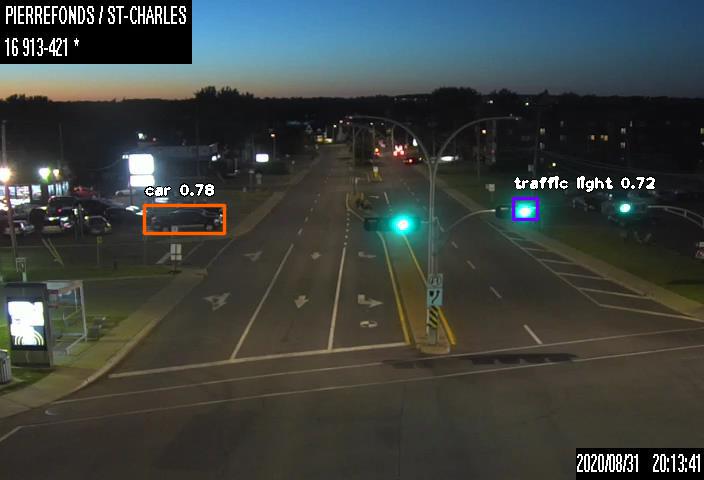 PIERREFONDS / ST-CHARLES
16 913-421 *
car 0.78
traffic light 0.72
2020/08/31 20:13:41